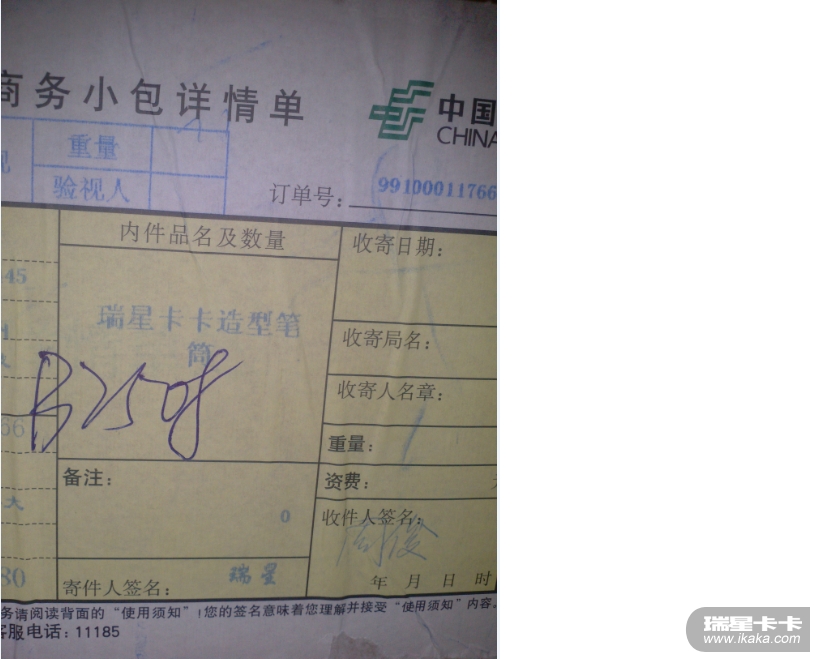 商务小包详情单
中国
CHINA
重量
验视人
订单号：
99100011766
内件品名及数量
收寄日期：
45
瑞星卡卡造型笔
筒
收寄局名：
收寄人名章：
66
重量：
备注：
资费：
大
0
收件人签名：
80
寄件人签名：
瑞星
年 月 日 时
务请阅读背面的“使用须知”！您的签名意味着您理解并接受“使用须知”内容。
客服电话：11185
瑞星卡卡
www.ikaka.com